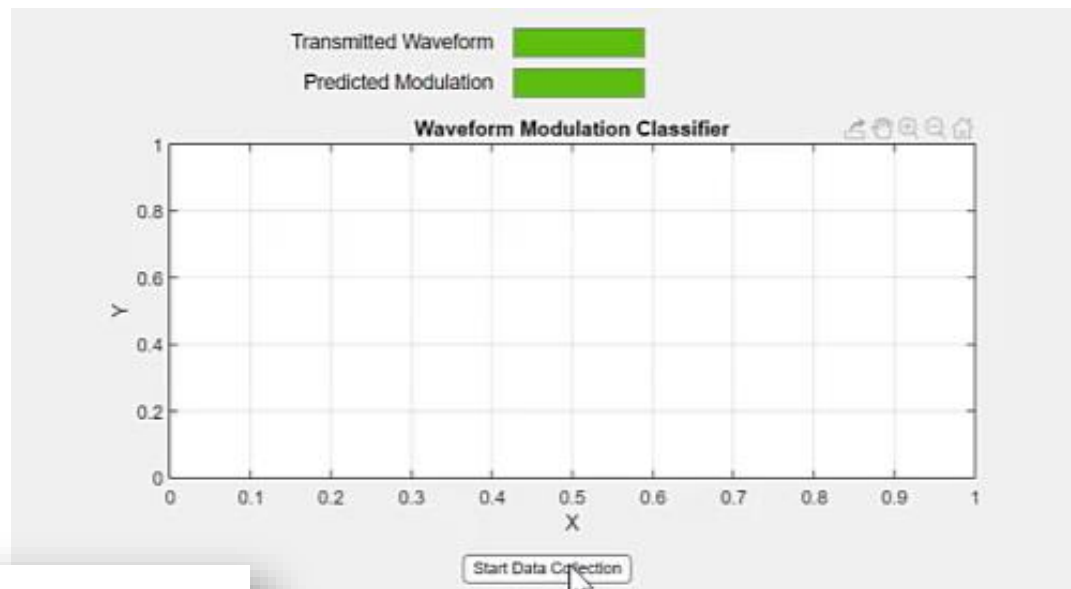 Transmitted Waveform
Predicted Modulation
Waveform Modulation Classifier
1
0.8
0.6
Y
0.4
0.2
0
0 0.1 0.2 0.3 0.4 0.5 0.6 0.7 0.8 0.9 1
X
Start Data Collection